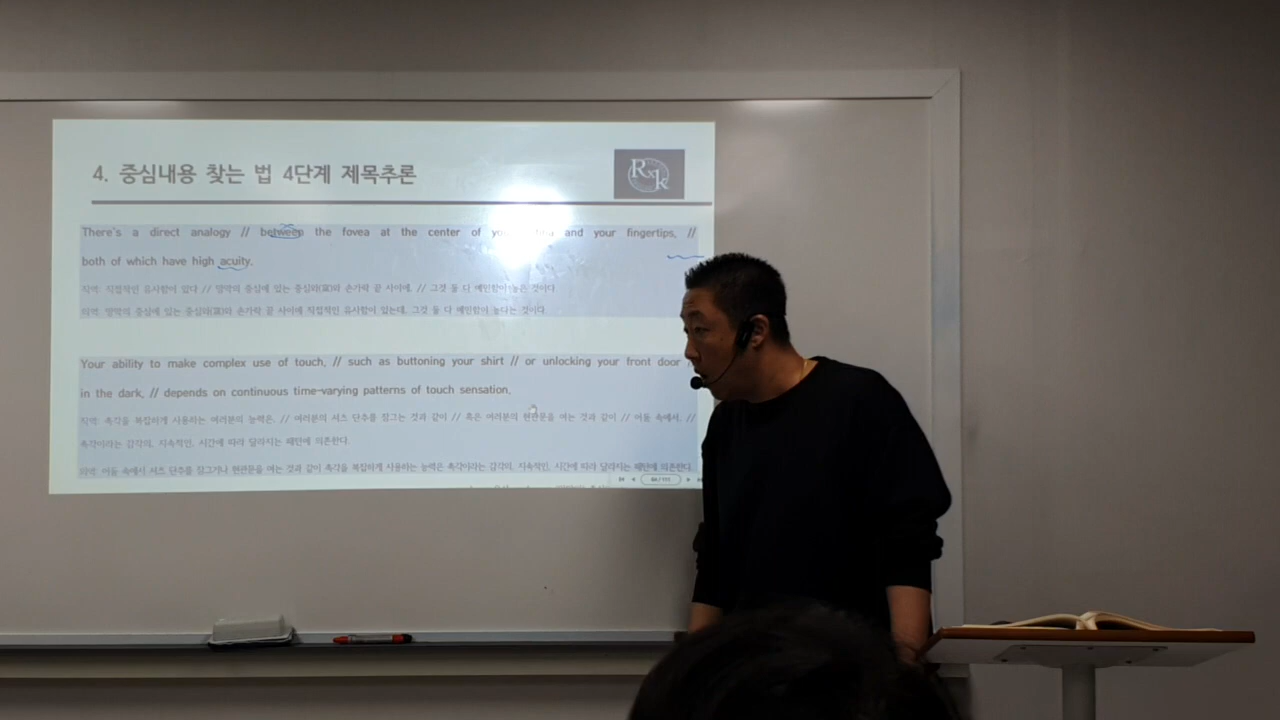 4. 중심내용 찾는 법 4단계 제목추론
R x k
There's a direct analogy // between the fovea at the center of and your fingertips, //
both of which have high acuity.
직역: 직접적인 유사함이 있다 // 망막의 중심에 있는 중심와(窩)와 손가락 끝 사이에, // 그것 둘 다 예민함이 높은 것이다.
의역: 망막의 중심에 있는 중심와(窩)와 손가락 끝 사이에 직접적인 유사함이 있는데, 그것 둘 다 예민함이 높다는 것이다.
Your ability to make complex use of touch, // such as buttoning your shirt // or unlocking your front door //
in the dark, // depends on continuous time-varying patterns of touch sensation.
직역: 촉각을 복잡하게 사용하는 여러분의 능력은, // 여러분의 셔츠 단추를 잠그는 것과 같이 // 혹은 여러분의 현관문을 여는 것과 같이 // 어둠 속에서, //
촉각이라는 감각의, 지속적인, 시간에 따라 달라지는 패턴에 의존한다.
의역: 어둠 속에서 셔츠 단추를 잠그거나 현관문을 여는 것과 같이 촉각을 복잡하게 사용하는 능력은 촉각이라는 감각의, 지속적인, 시간에 따라 달라지는 패턴에 의존한다.